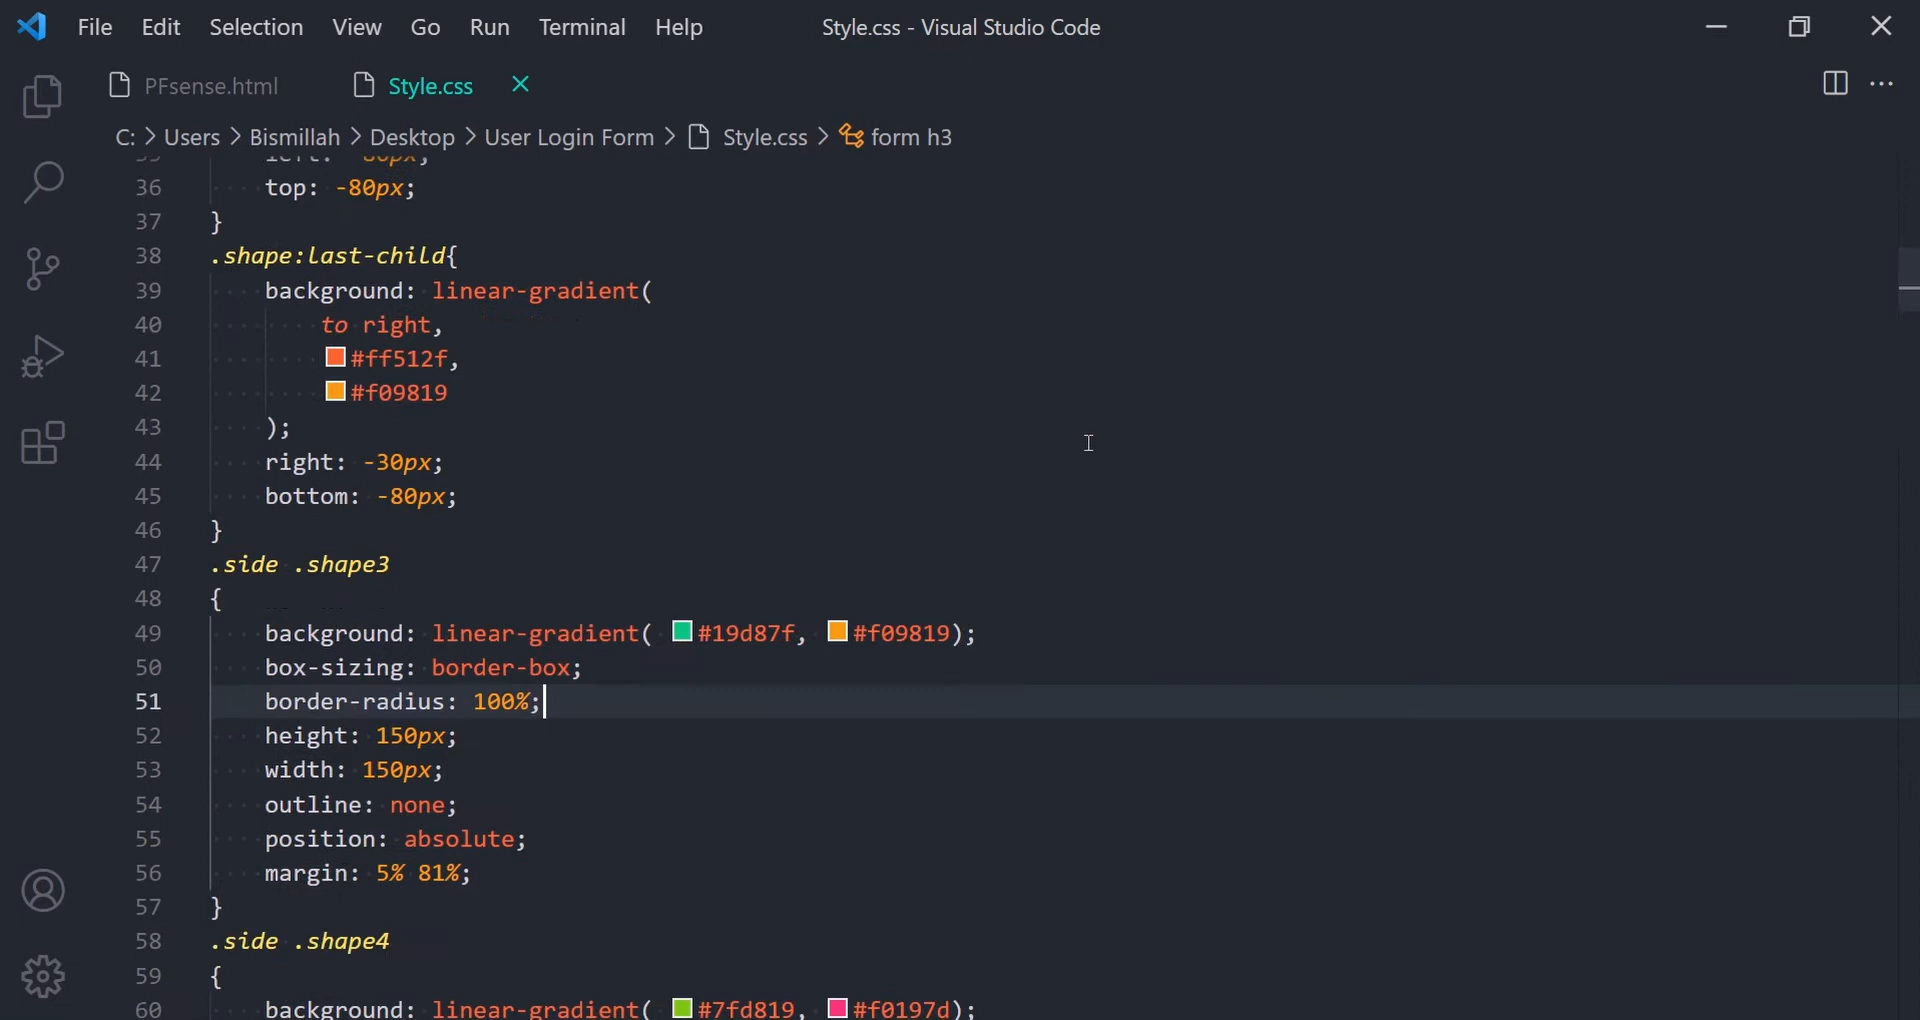 File Edit Selection View Go Run Terminal Help Style.css - Visual Studio Code
PFsense.html Style.css
C: > Users > Bismillah > Desktop > User Login Form > Style.css > form h3
36 top: -80px;
37 }
38 .shape:last-child{
39 background: linear-gradient(
40 to right,
41 #ff512f,
42 #f09819
43 );
44 right: -30px;
45 bottom: -80px;
46 }
47 .side .shape3
48 {
49 background: linear-gradient( #19d87f, #f09819);
50 box-sizing: border-box;
51 border-radius: 100%;
52 height: 150px;
53 width: 150px;
54 outline: none;
55 position: absolute;
56 margin: 5% 81%;
57 }
58 .side .shape4
59 {
60 background: linear-gradient( #7fd819, #f0197d);